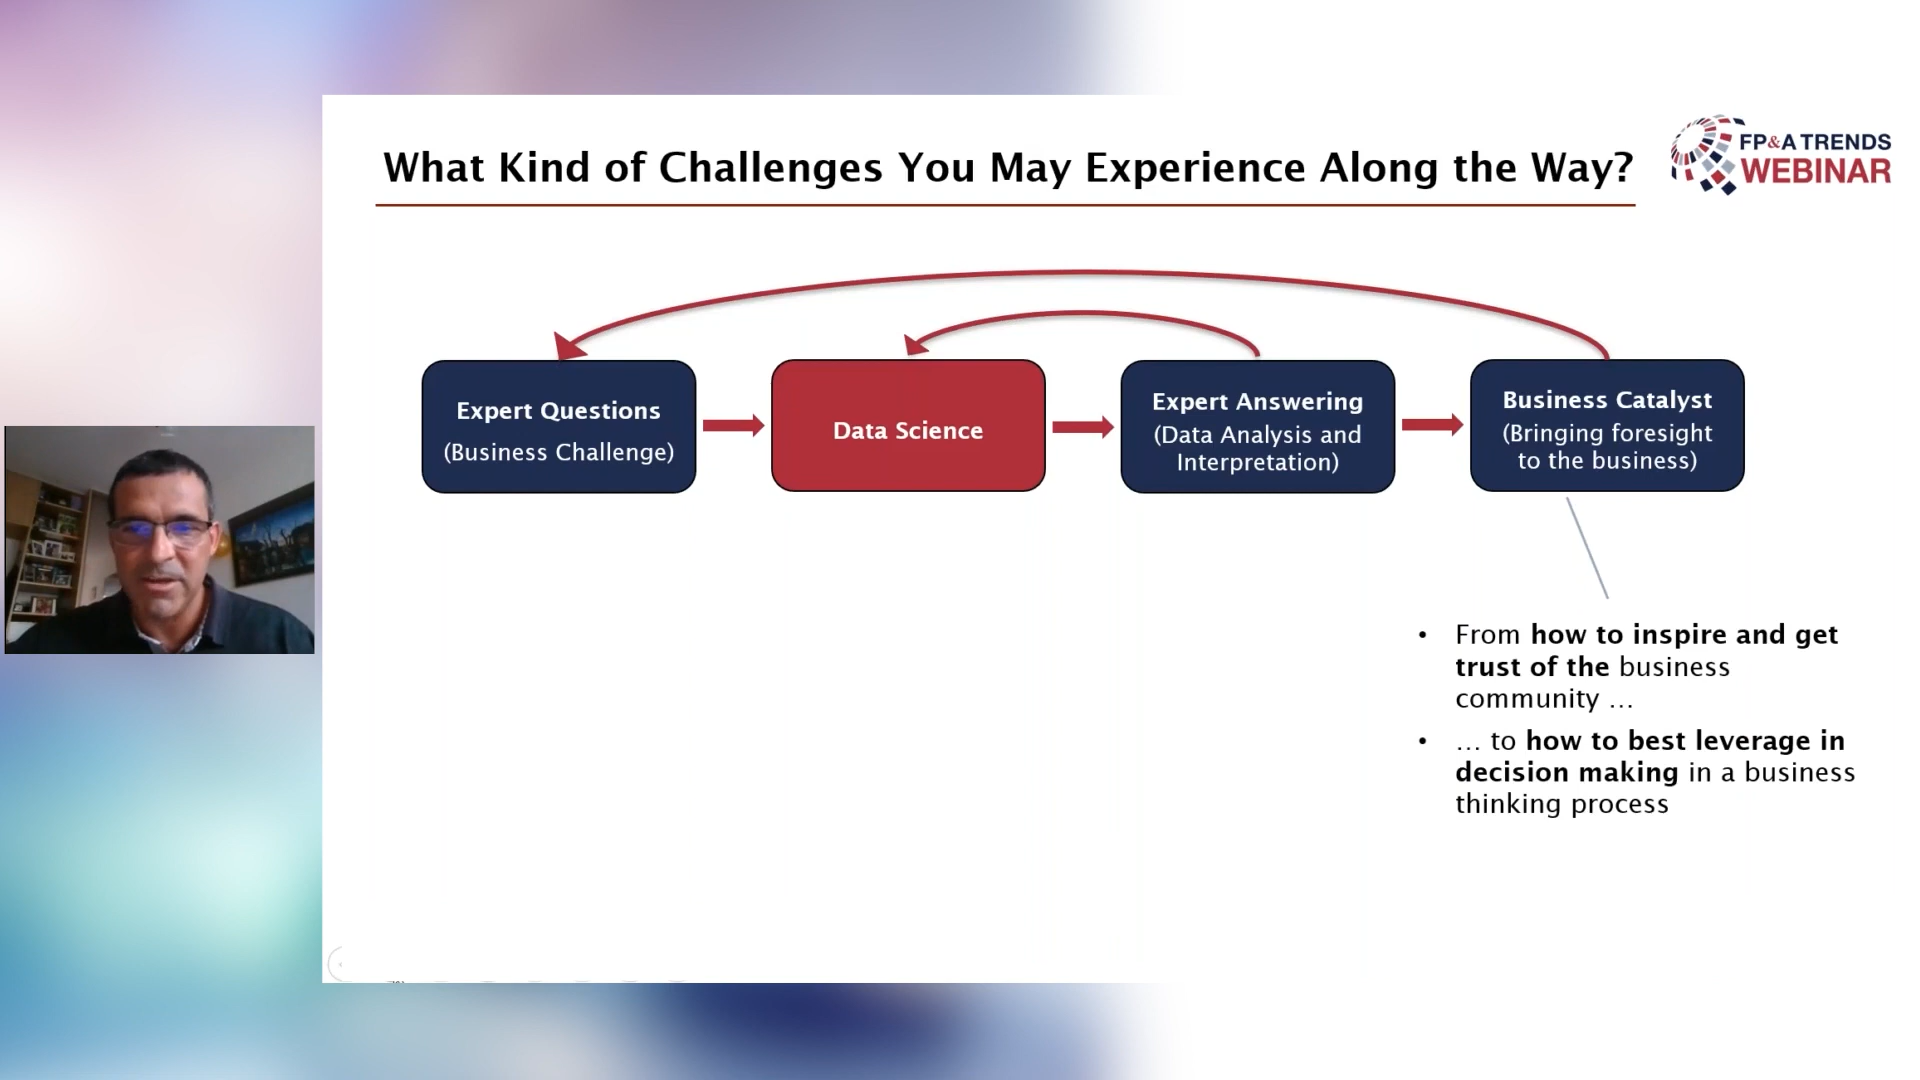 What Kind of Challenges You May Experience Along the Way?
FP&A TRENDS
WEBINAR
Expert Questions
(Business Challenge)
Data Science
Expert Answering
(Data Analysis and
Interpretation)
Business Catalyst
(Bringing foresight
to the business)
• From how to inspire and get
trust of the business
community …
• … to how to best leverage in
decision making in a business
thinking process